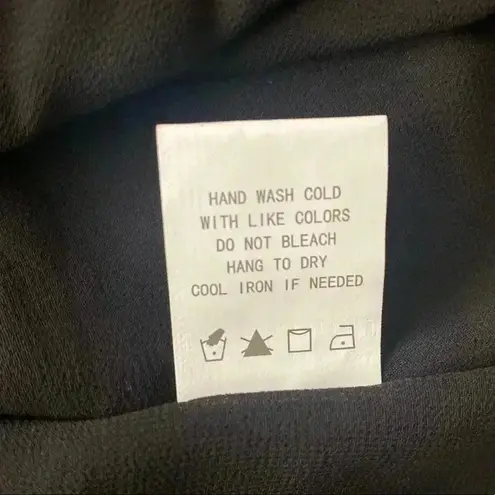 HAND WASH COLD
WITH LIKE COLORS
DO NOT BLEACH
HANG TO DRY
COOL IRON IF NEEDED